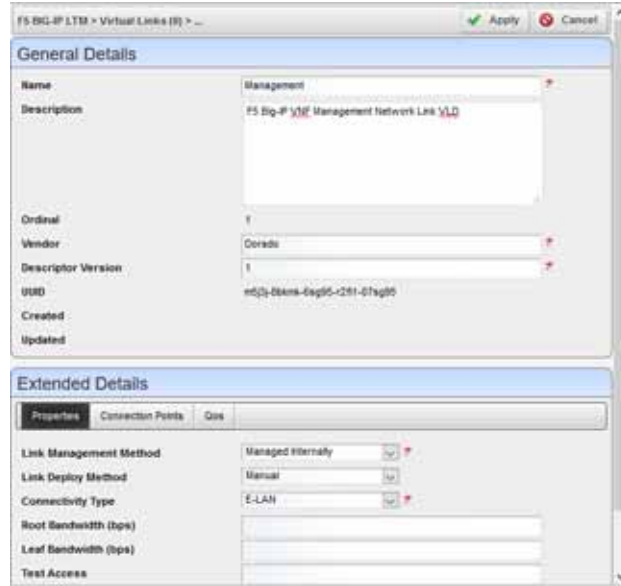 F5 BIG-IP LTM > Virtual Links (0) > ...
Apply
Cancel
General Details
Name
Management
Description
F5 Big-IP VNF Management Network Link VLD
Ordinal
1
Vendor
Dorado
Descriptor Version
1
UUID
Created
Updated
Extended Details
Properties
Connection Points
Qos
Link Management Method
Managed Internally
Link Deploy Method
Manual
Connectivity Type
E-LAN
Root Bandwidth (bps)
Leaf Bandwidth (bps)
Test Access